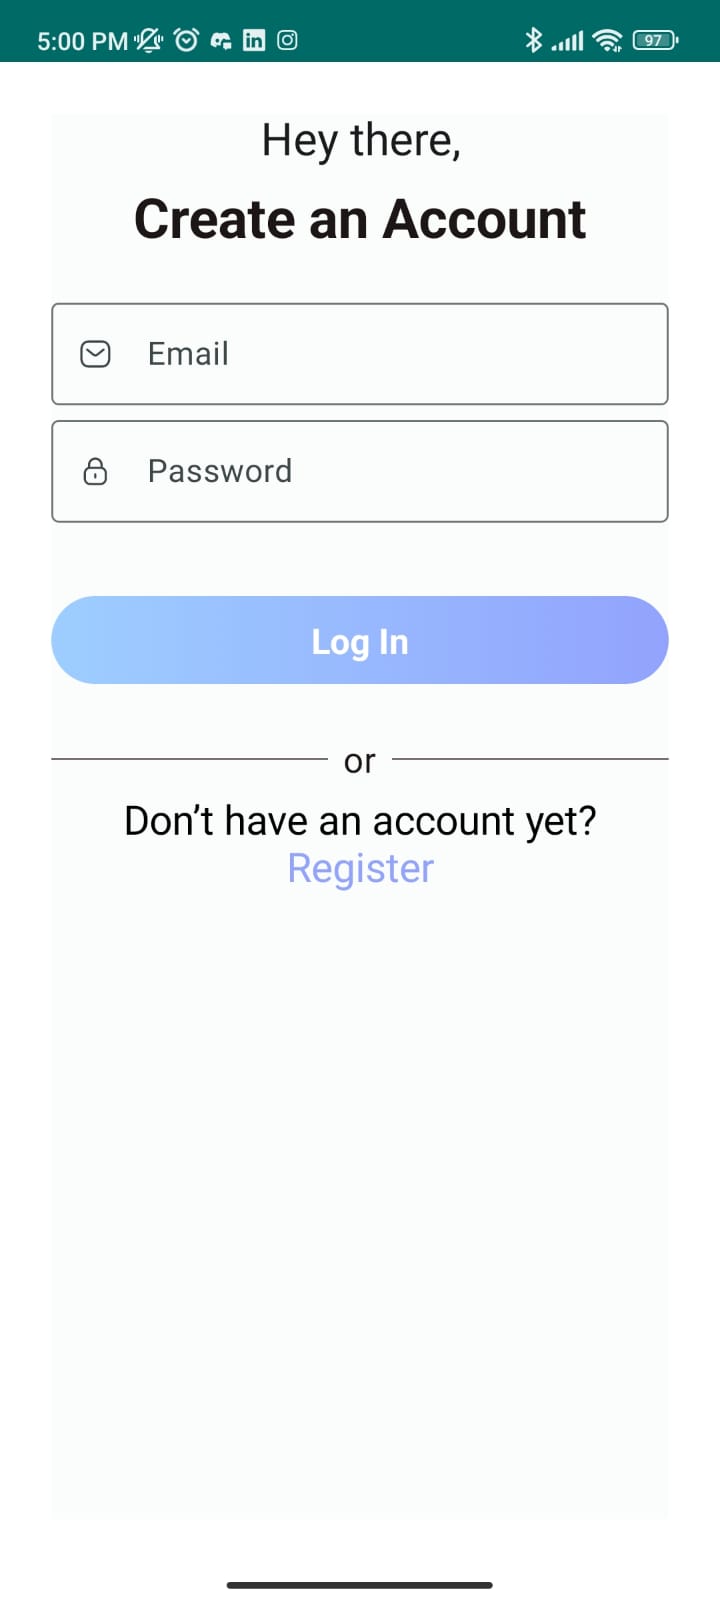 5:00 PM
97
Hey there,
Create an Account
Email
Password
Log In
or
Don’t have an account yet?
Register